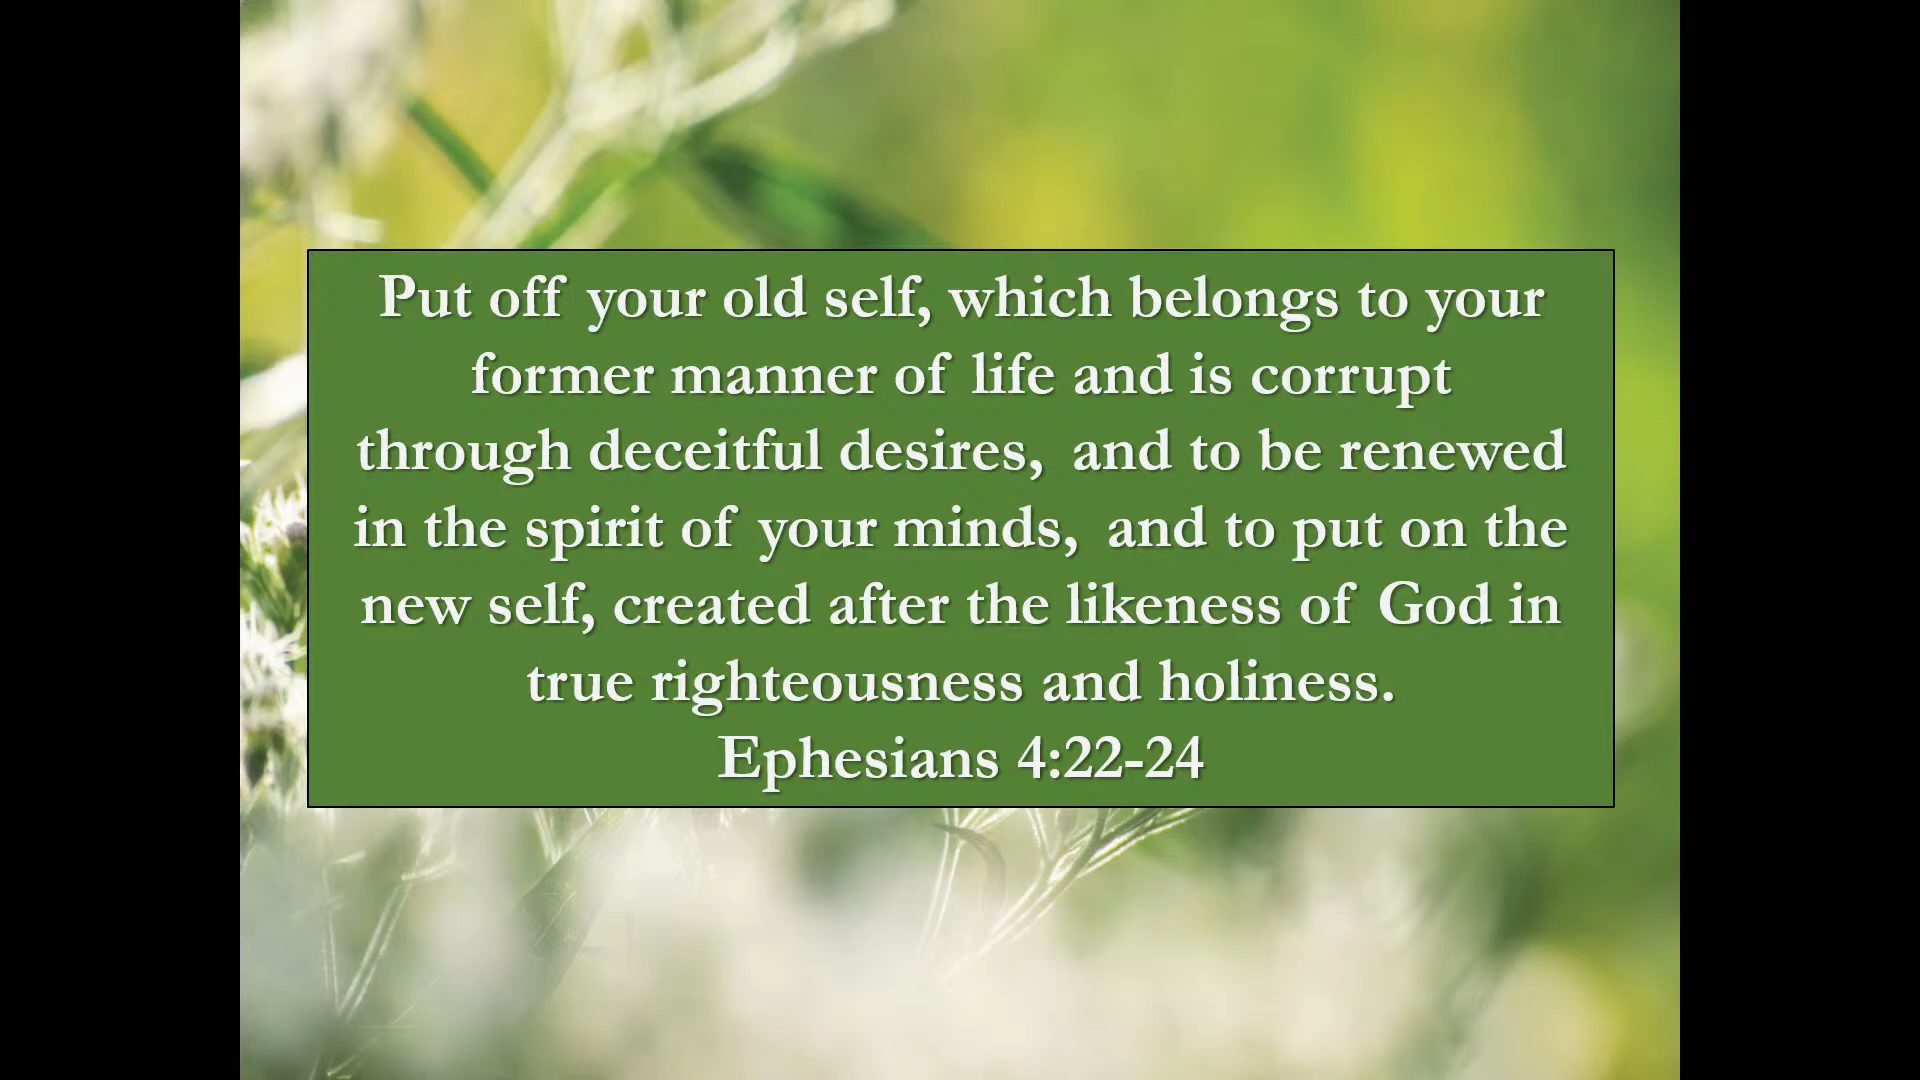 Put off your old self, which belongs to your
former manner of life and is corrupt
through deceitful desires, and to be renewed
in the spirit of your minds, and to put on the
new self, created after the likeness of God in
true righteousness and holiness.
Ephesians 4:22-24